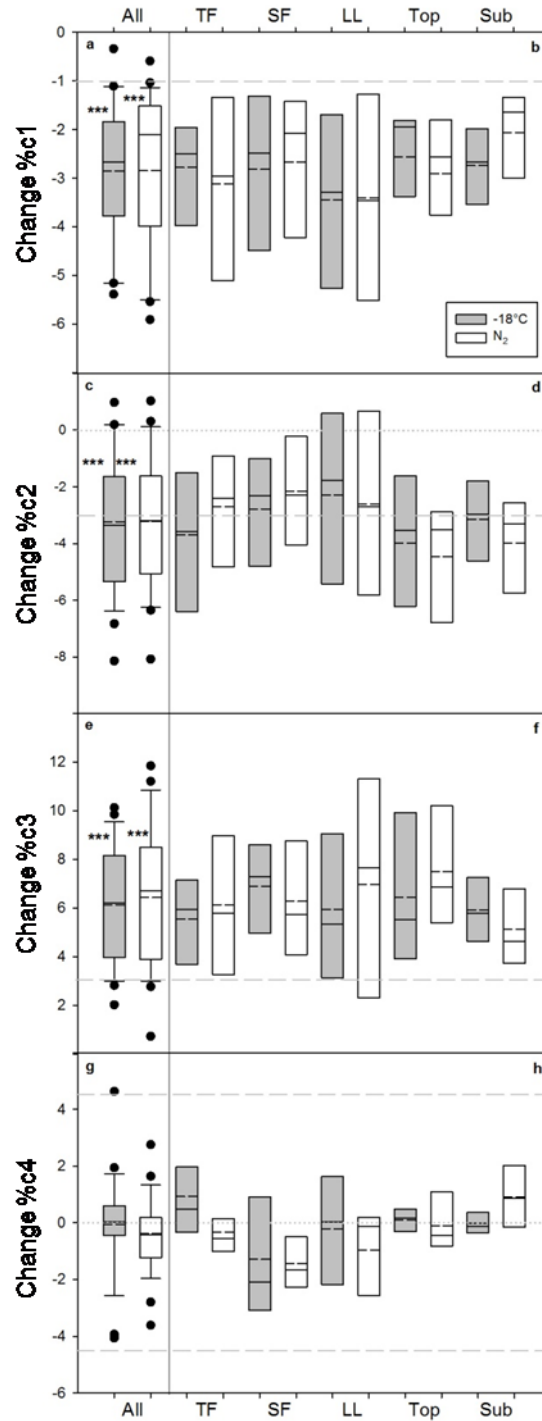 All TF SF LL Top Sub
a b
0
-1
-2
-3
-4
-5
-6
*** ***
Change %c1
-18°C
N2
c d
0
-2
-4
-6
-8
*** ***
Change %c2
e f
12
10
8
6
4
2
*** ***
Change %c3
g h
4
2
0
-2
-4
-6
Change %c4
All TF SF LL Top Sub